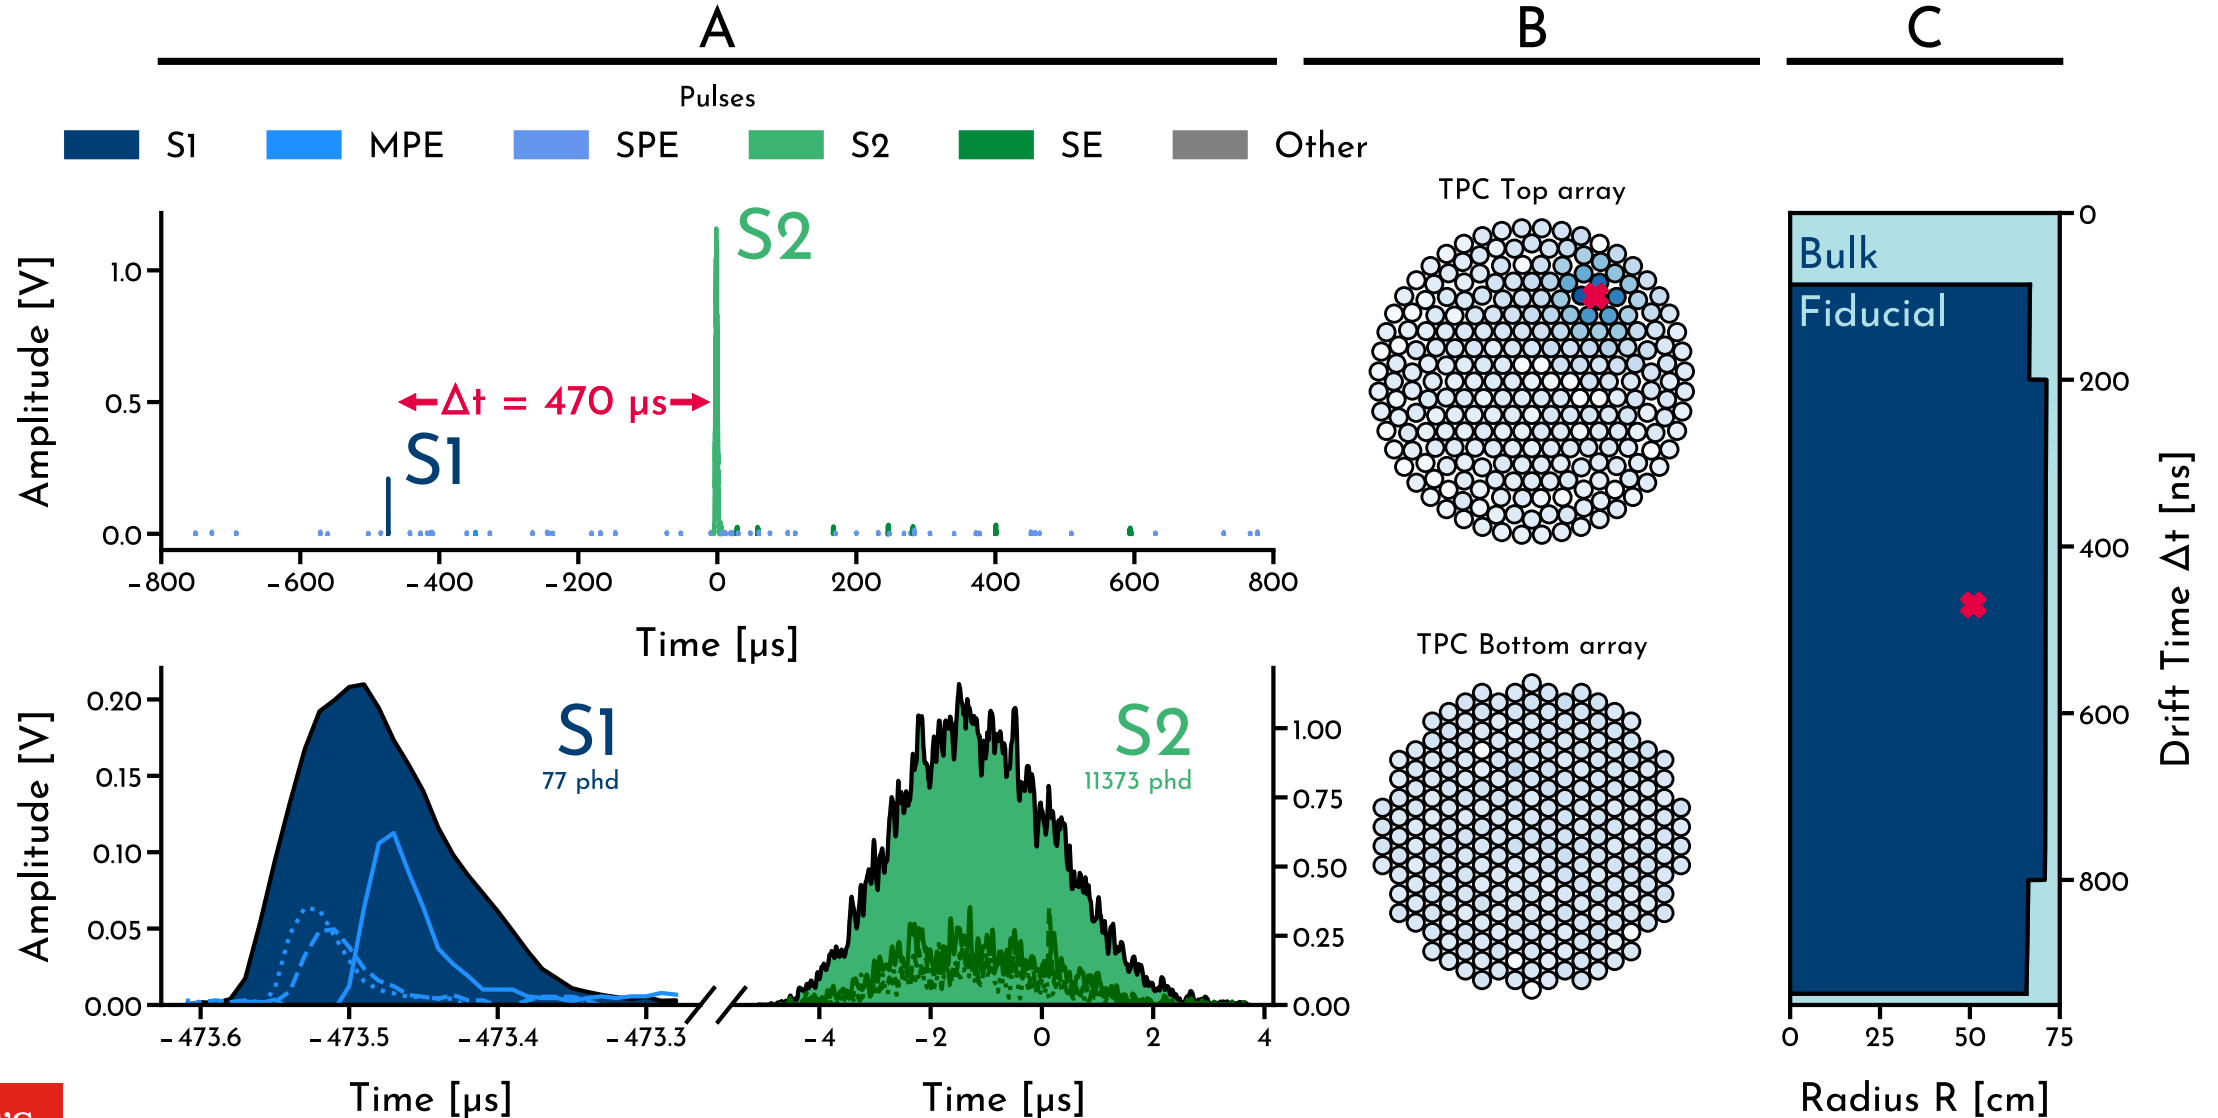 A
B
C
Pulses
S1 MPE SPE S2 SE Other
TPC Top array
Amplitude [V]
1.0
0.5
0.0
S2
Δt = 470 µs
S1
−800 −600 −400 −200 0 200 400 600 800
Time [µs]
Amplitude [V]
0.20
0.15
0.10
0.05
0.00
S1
77 phd
−473.6 −473.5 −473.4 −473.3
Time [µs]
S2
11373 phd
1.00
0.75
0.50
0.25
0.00
−4 −2 0 2 4
Time [µs]
TPC Bottom array
Bulk
Fiducial
0
200
400
600
800
Drift Time Δt [ns]
0 25 50 75
Radius R [cm]